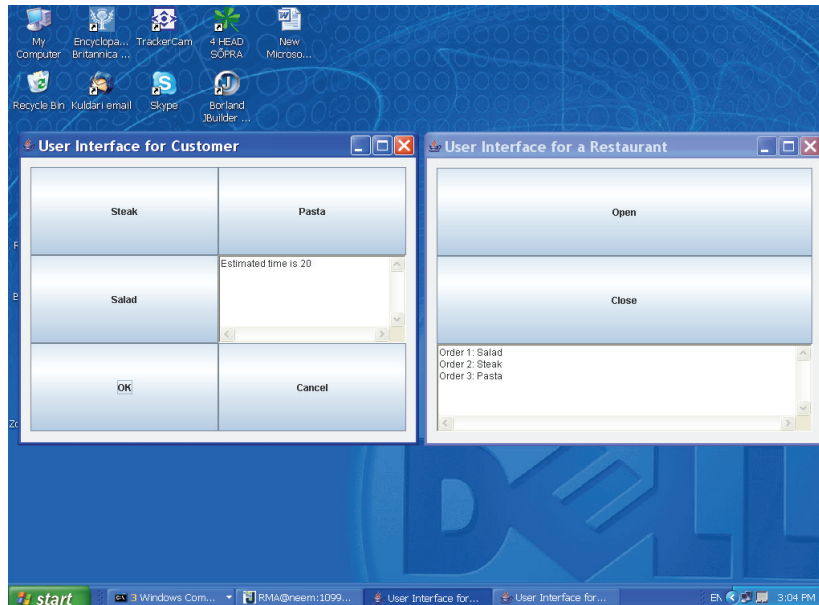 My Computer
Encyclopa... Britannica ...
TrackerCam
4 HEAD SÕPRA
New Microso...
Recycle Bin
Kuldari email
Skype
Borland JBuilder ...
User Interface for Customer
Steak
Pasta
Salad
Estimated time is 20
OK
Cancel
User Interface for a Restaurant
Open
Close
Order 1: Salad
Order 2: Steak
Order 3: Pasta
DELL
start
3 Windows Com...
RMA@neem:1099...
User Interface for...
User Interface for...
EN
3:04 PM